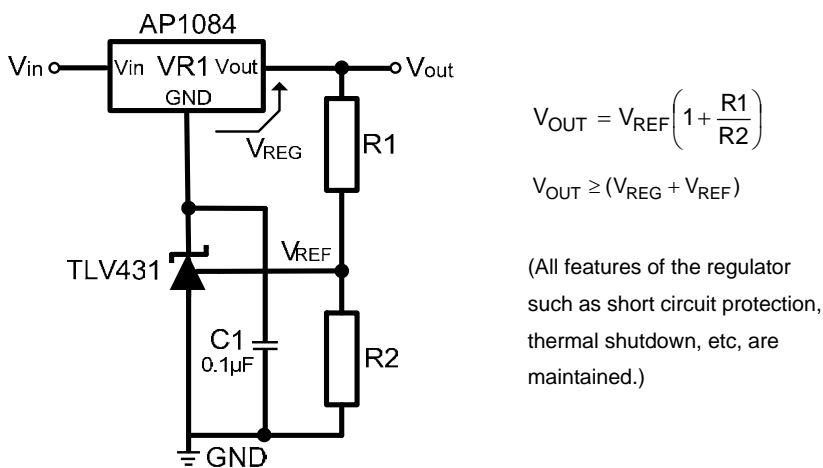 AP1084
Vin
Vin VR1 Vout
Vout
GND
VREG
R1
VREF
TLV431
C1
0.1µF
R2
GND
VOUT = VREF(1+ R1/R2)
VOUT ≥ (VREG + VREF)
(All features of the regulator
such as short circuit protection,
thermal shutdown, etc, are
maintained.)